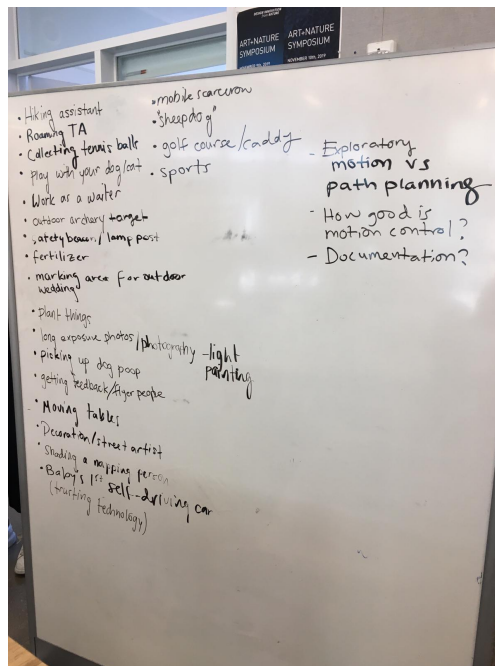 ART+NATURE
SYMPOSIUM
ART+NATURE
SYMPOSIUM
NOVEMBER 10th, 2019
• Hiking assistant
• Roaming TA
• Collecting tennis balls
• play with your dog/cat
• Work as a waiter
• outdoor archery target
• safety beacon/lamp post
• fertilizer
• marking area for outdoor
wedding
• plant things
• long exposure photos/photography - light
painting
• picking up dog poop
• getting feedback/flyer people
• Moving tables
• Decoration/street artist
• Shading a napping person
• Baby's 1st self-driving car
(trusting technology)
• mobile scarecrow
• "sheepdog"
• golf course/caddy
• sports
- Exploratory
motion vs
path planning
- How good is
motion control?
- Documentation?